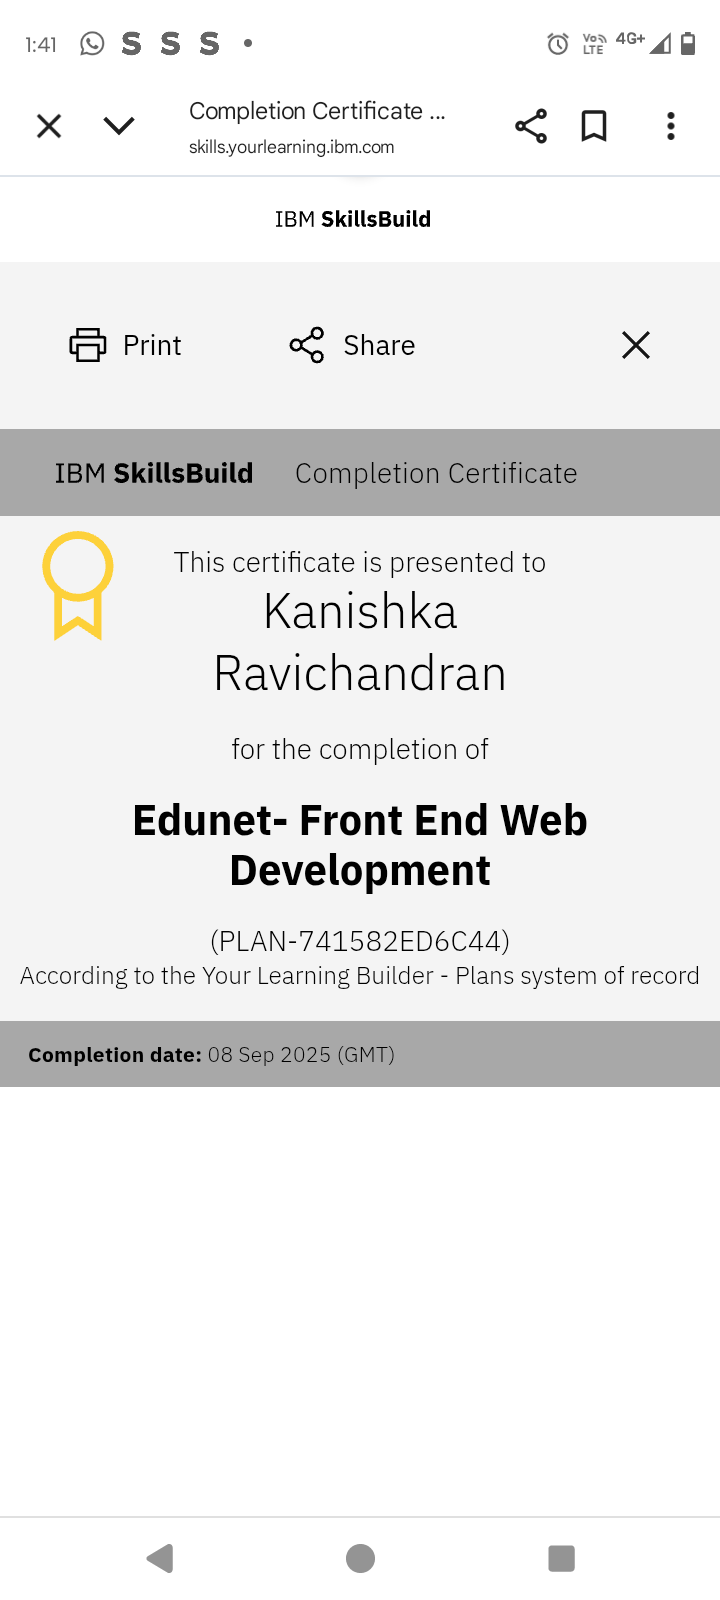 1:41 S S S VoLTE 4G+
Completion Certificate ...
skills.yourlearning.ibm.com
IBM SkillsBuild
Print Share
IBM SkillsBuild Completion Certificate
This certificate is presented to
Kanishka
Ravichandran
for the completion of
Edunet- Front End Web
Development
(PLAN-741582ED6C44)
According to the Your Learning Builder - Plans system of record
Completion date: 08 Sep 2025 (GMT)